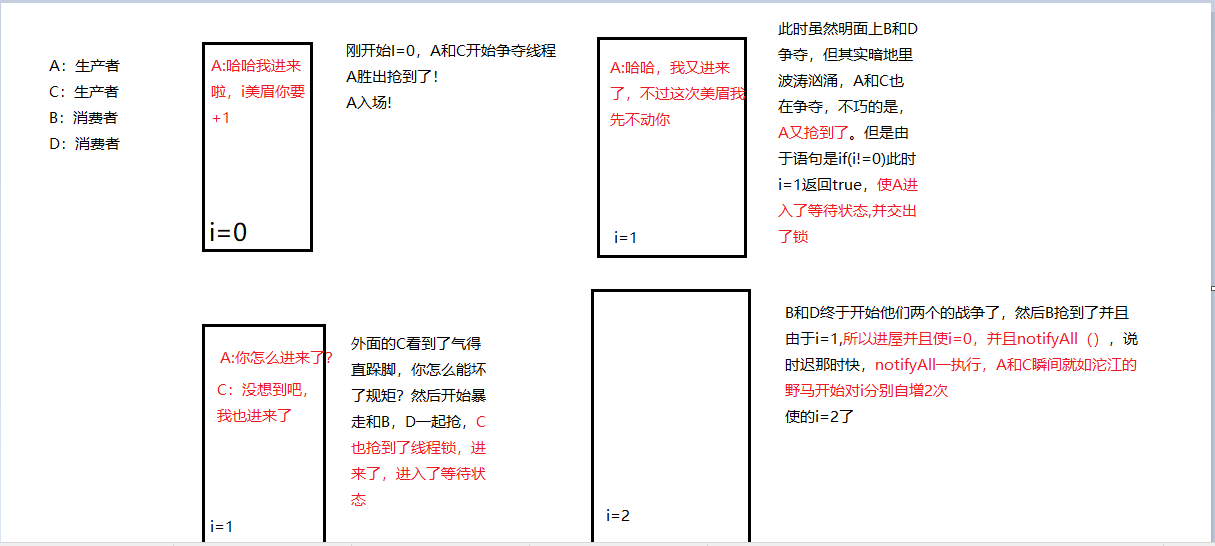 A：生产者
C：生产者
B：消费者
D：消费者
A:哈哈我进来
啦，i美眉你要
+1
i=0
刚开始I=0，A和C开始争夺线程
A胜出抢到了！
A入场!
A:哈哈，我又进来
了，不过这次美眉我
先不动你
i=1
此时虽然明面上B和D
争夺，但其实暗地里
波涛汹涌，A和C也
在争夺，不巧的是，
A又抢到了。但是由
于语句是if(i!=0)此时
i=1返回true，使A进
入了等待状态,并交出
了锁
A:你怎么进来了？
C：没想到吧，
我也进来了
i=1
外面的C看到了气得
直跺脚，你怎么能坏
了规矩？然后开始暴
走和B，D一起抢，C
也抢到了线程锁，进
来了，进入了等待状
态
i=2
B和D终于开始他们两个的战争了，然后B抢到了并且
由于i=1,所以进屋并且使i=0，并且notifyAll（），说
时迟那时快，notifyAll一执行，A和C瞬间就如沱江的
野马开始对i分别自增2次
使的i=2了